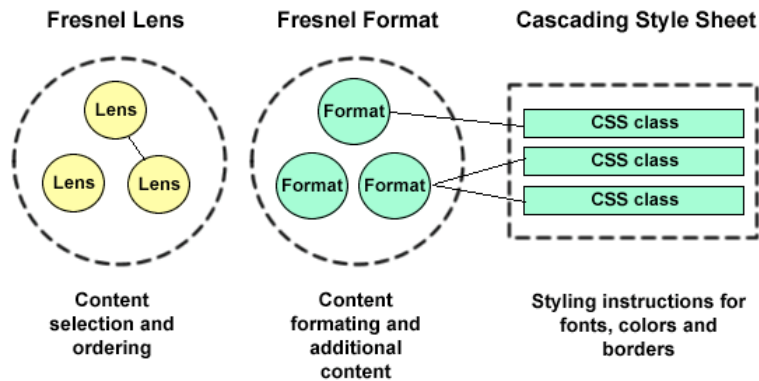 Fresnel Lens
Fresnel Format
Cascading Style Sheet
Lens
Lens
Lens
Format
Format
Format
CSS class
CSS class
CSS class
Content
selection and
ordering
Content
formating and
additional
content
Styling instructions for
fonts, colors and
borders